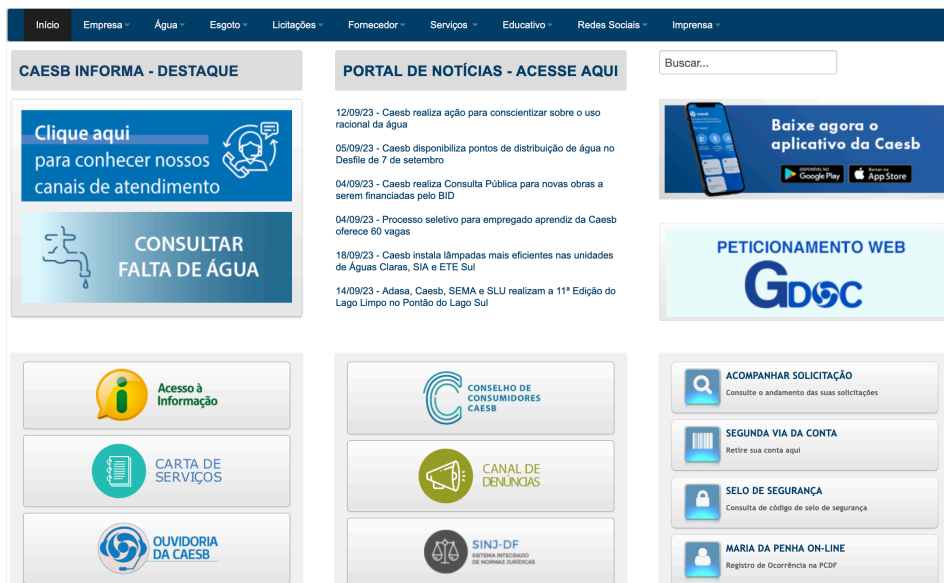 Início Empresa Água Esgoto Licitações Fornecedor Serviços Educativo Redes Sociais Imprensa
CAESB INFORMA - DESTAQUE
Clique aqui
para conhecer nossos
canais de atendimento
CONSULTAR
FALTA DE ÁGUA
PORTAL DE NOTÍCIAS - ACESSE AQUI
12/09/23 - Caesb realiza ação para conscientizar sobre o uso
racional da água
05/09/23 - Caesb disponibiliza pontos de distribuição de água no
Desfile de 7 de setembro
04/09/23 - Caesb realiza Consulta Pública para novas obras a
serem financiadas pelo BID
04/09/23 - Processo seletivo para empregado aprendiz da Caesb
oferece 60 vagas
18/09/23 - Caesb instala lâmpadas mais eficientes nas unidades
de Águas Claras, SIA e ETE Sul
14/09/23 - Adasa, Caesb, SEMA e SLU realizam a 11ª Edição do
Lago Limpo no Pontão do Lago Sul
Buscar...
Baixe agora o
aplicativo da Caesb
DISPONÍVEL NO
Google Play
Baixar na
App Store
PETICIONAMENTO WEB
GDOC
Acesso à
Informação
CARTA DE
SERVIÇOS
OUVIDORIA
DA CAESB
CONSELHO DE
CONSUMIDORES
CAESB
CANAL DE
DENÚNCIAS
SINJ-DF
SISTEMA INTEGRADO
DE NORMAS JURÍDICAS
ACOMPANHAR SOLICITAÇÃO
Consulte o andamento das suas solicitações
SEGUNDA VIA DA CONTA
Retire sua conta aqui
SELO DE SEGURANÇA
Consulta de código de selo de segurança
MARIA DA PENHA ON-LINE
Registro de Ocorrência na PCDF